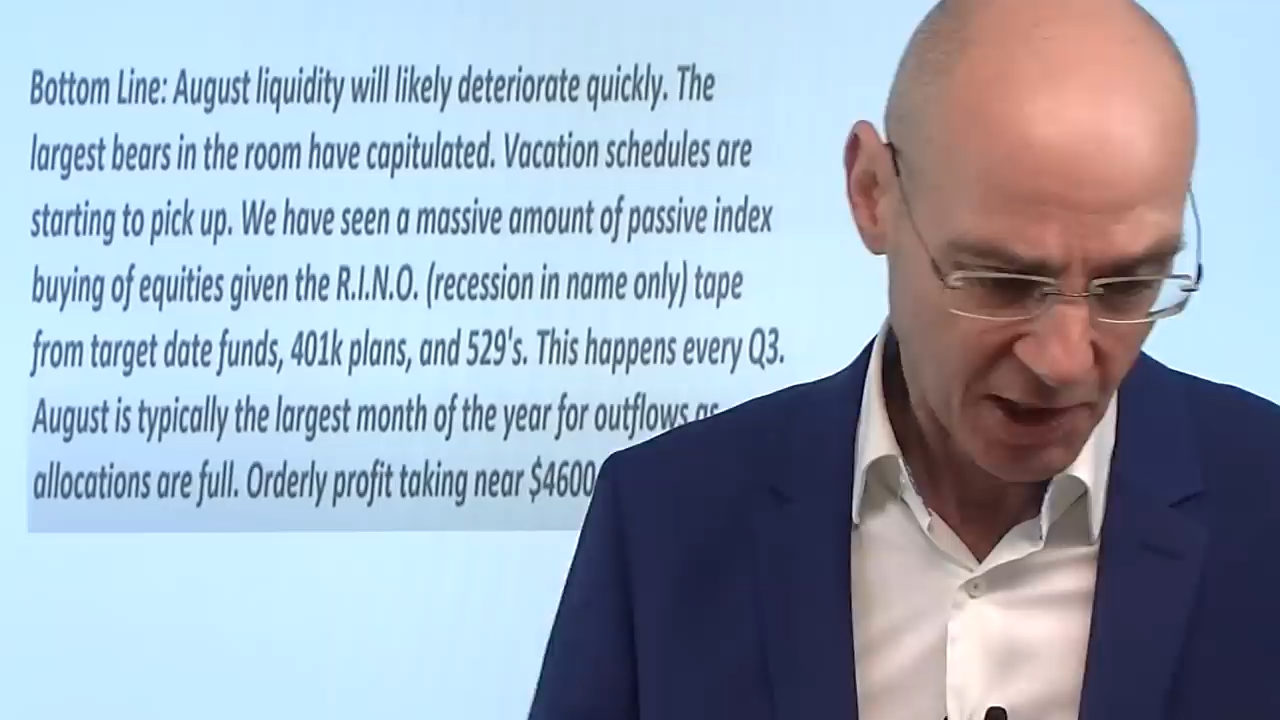 Bottom Line: August liquidity will likely deteriorate quickly. The
largest bears in the room have capitulated. Vacation schedules are
starting to pick up. We have seen a massive amount of passive index
buying of equities given the R.I.N.O. (recession in name only) tape
from target date funds, 401k plans, and 529's. This happens every Q3.
August is typically the largest month of the year for outflows as
allocations are full. Orderly profit taking near $4600